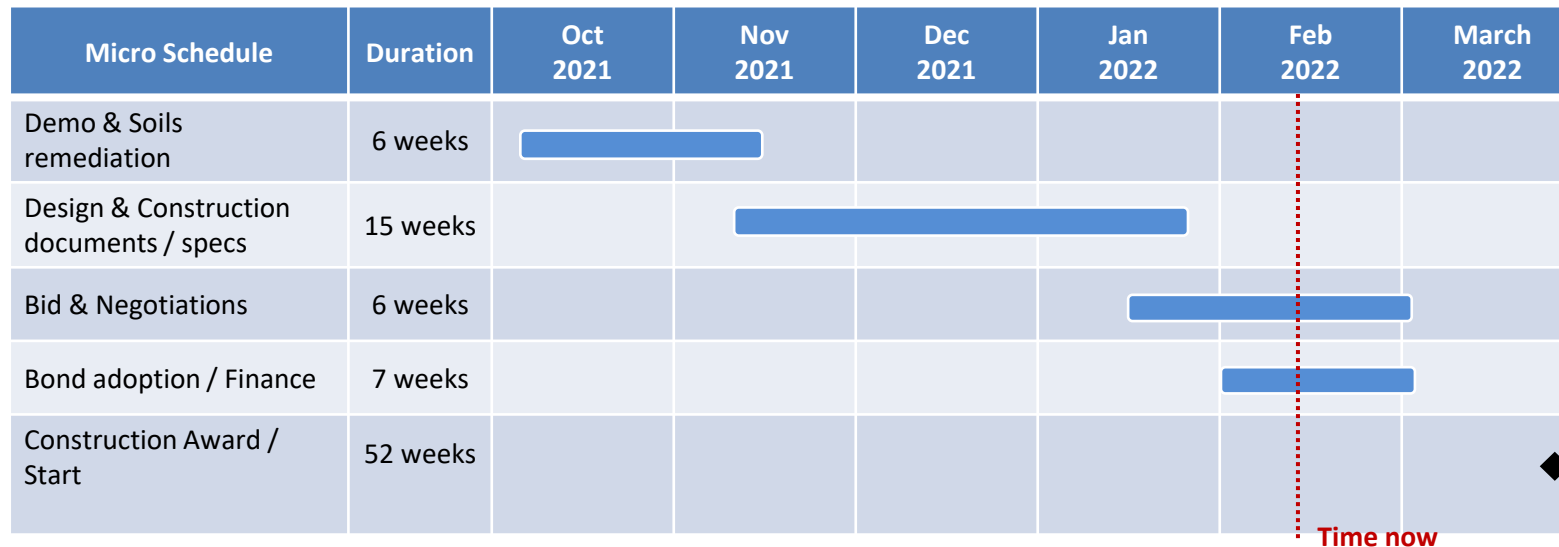 Micro Schedule
Duration
Oct
2021
Nov
2021
Dec
2021
Jan
2022
Feb
2022
March
2022
Demo & Soils
remediation
6 weeks
Design & Construction
documents / specs
15 weeks
Bid & Negotiations
6 weeks
Bond adoption / Finance
7 weeks
Construction Award /
Start
52 weeks
Time now